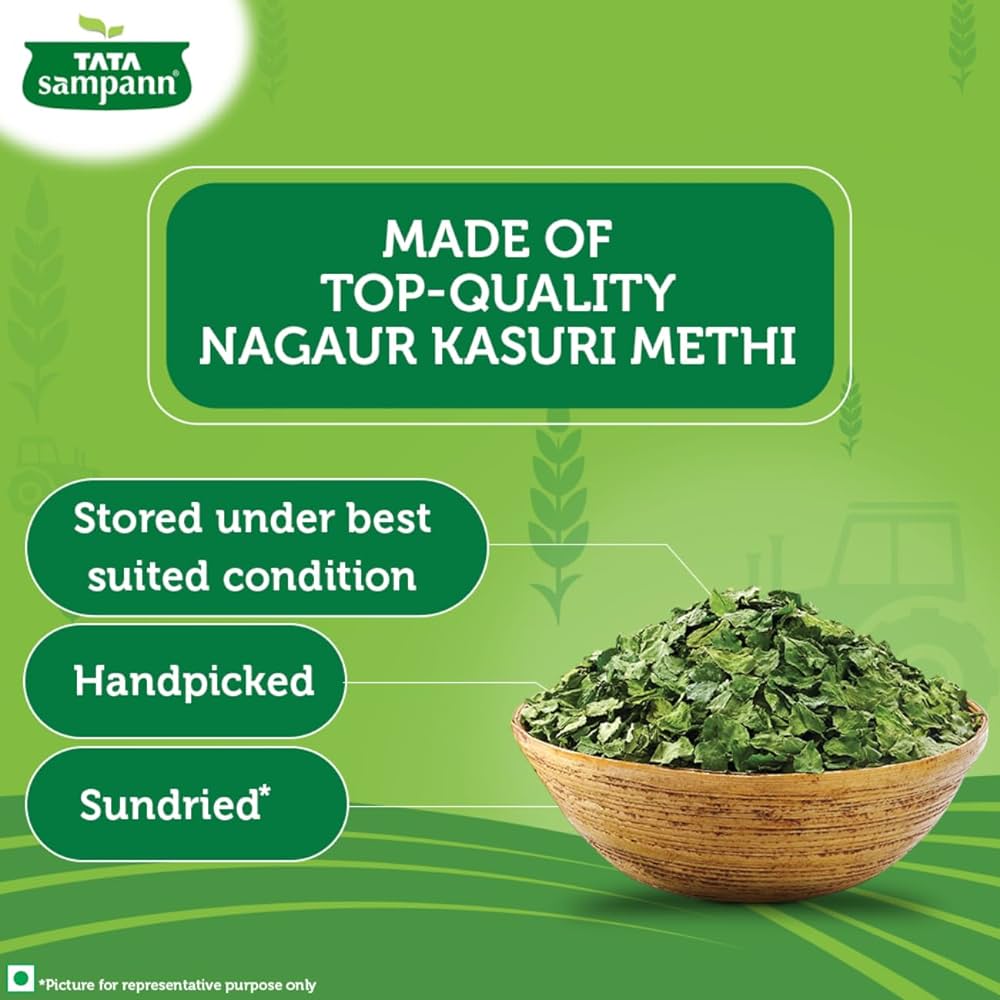 TATA
sampann®
MADE OF
TOP-QUALITY
NAGAUR KASURI METHI
Stored under best
suited condition
Handpicked
Sundried*
*Picture for representative purpose only